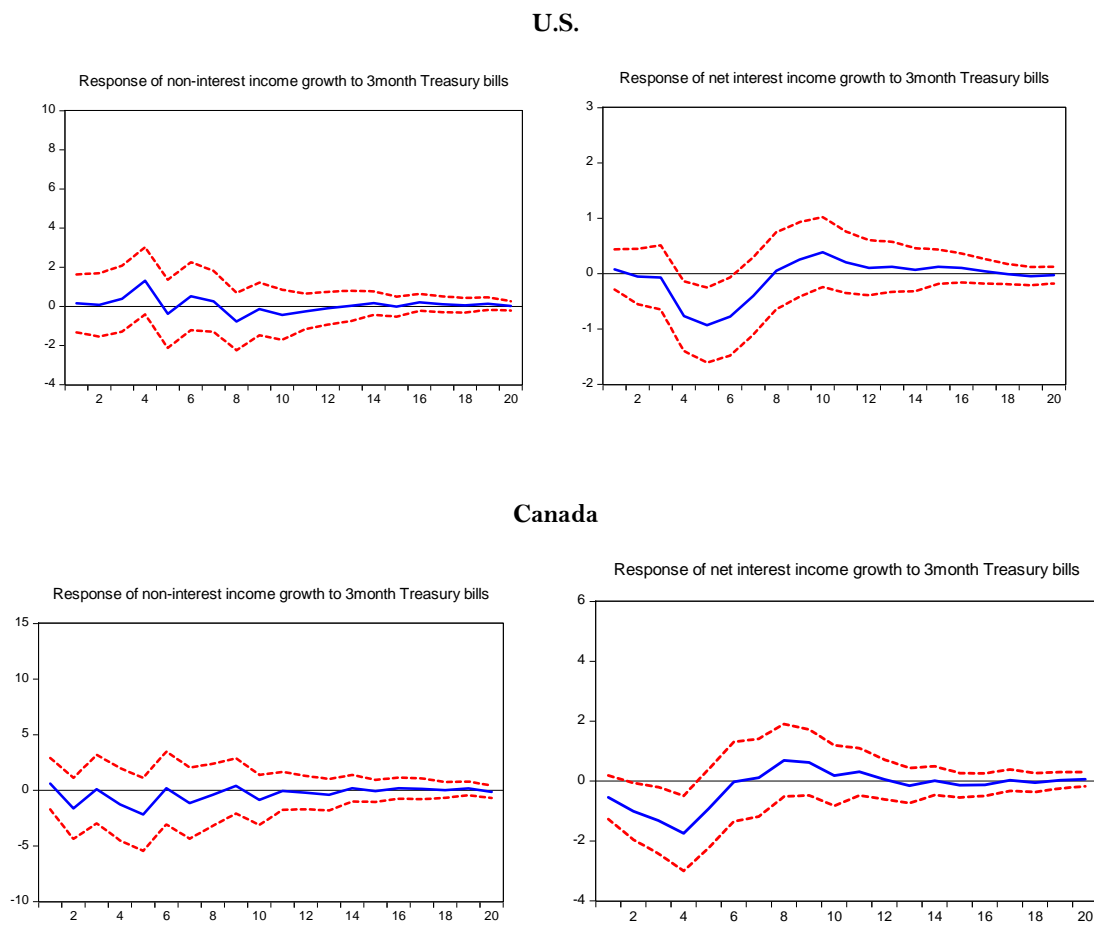 U.S.
Response of non-interest income growth to 3month Treasury bills
10
8
6
4
2
0
-2
-4
2 4 6 8 10 12 14 16 18 20
Response of net interest income growth to 3month Treasury bills
3
2
1
0
-1
-2
2 4 6 8 10 12 14 16 18 20
Canada
Response of non-interest income growth to 3month Treasury bills
15
10
5
0
-5
-10
2 4 6 8 10 12 14 16 18 20
Response of net interest income growth to 3month Treasury bills
6
4
2
0
-2
-4
2 4 6 8 10 12 14 16 18 20